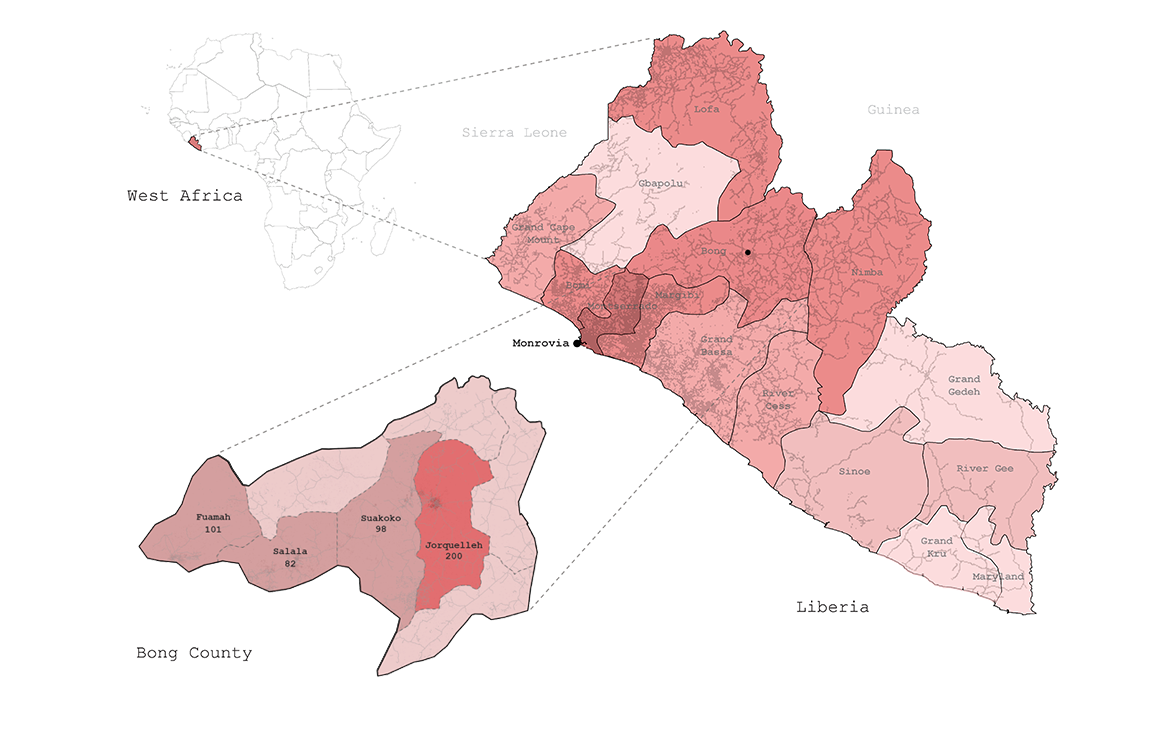 Guinea
Sierra Leone
Lofa
West Africa
Gbapolu
Grand Cape
Mount
Bong
Nimba
Bomi
Margibi
Montserrado
Monrovia
Grand
Bassa
River
Cess
Grand
Gedeh
Sinoe
River Gee
Grand
Kru
Maryland
Liberia
Fuamah
101
Salala
82
Suakoko
98
Jorquelleh
200
Bong County